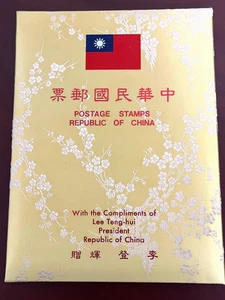 中華民國郵票
POSTAGE STAMPS
REPUBLIC OF CHINA
With the Compliments of
Lee Teng-hui
President
Republic of China
李登輝贈